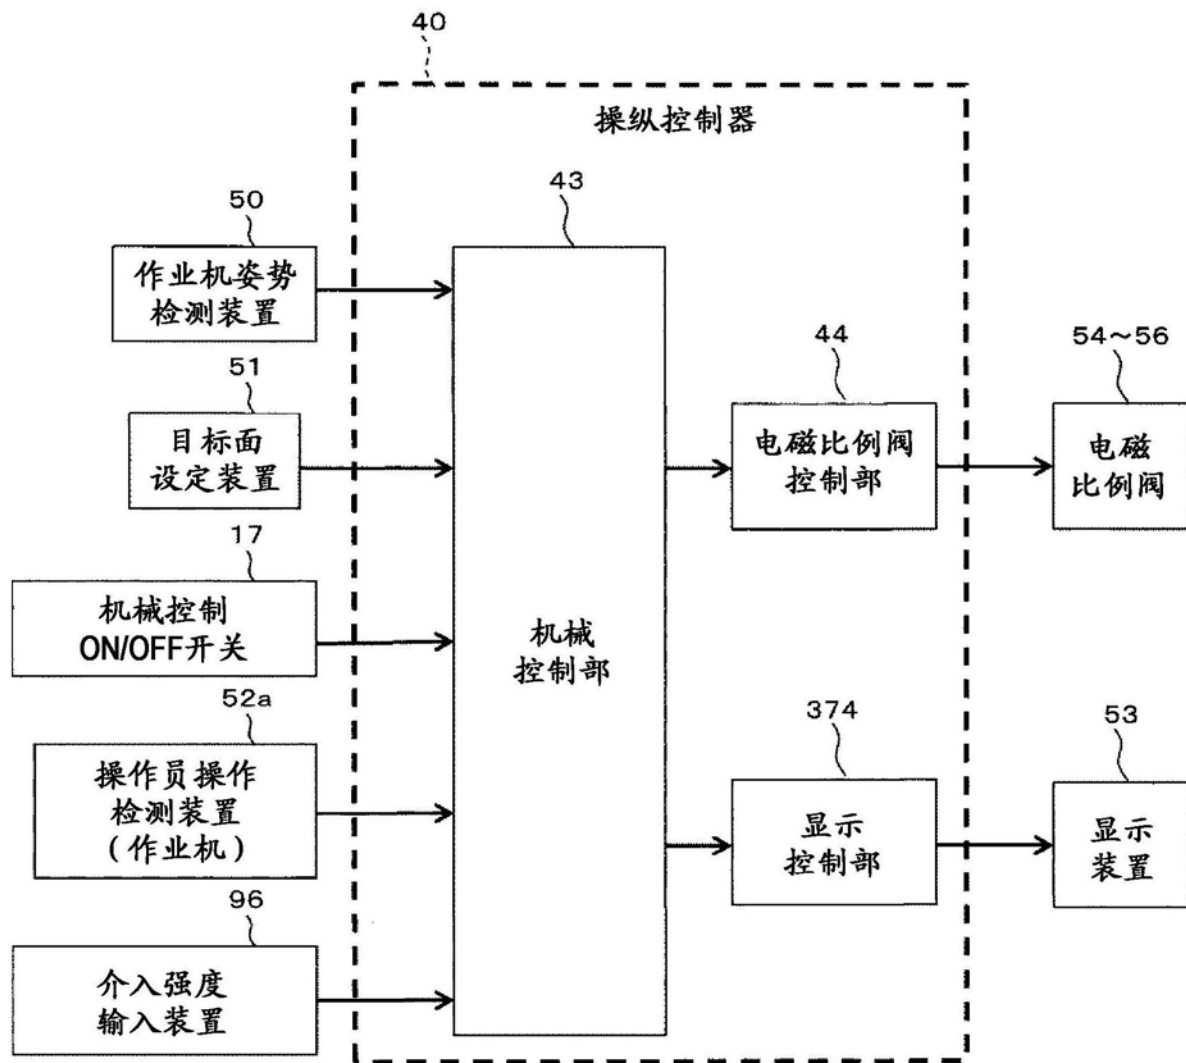 40
操纵控制器
43
50
作业机姿势
检测装置
51
目标面
设定装置
17
机械控制
ON/OFF开关
52a
操作员操作
检测装置
（作业机）
96
介入强度
输入装置
机械
控制部
44
电磁比例阀
控制部
374
显示
控制部
54～56
电磁
比例阀
53
显示
装置